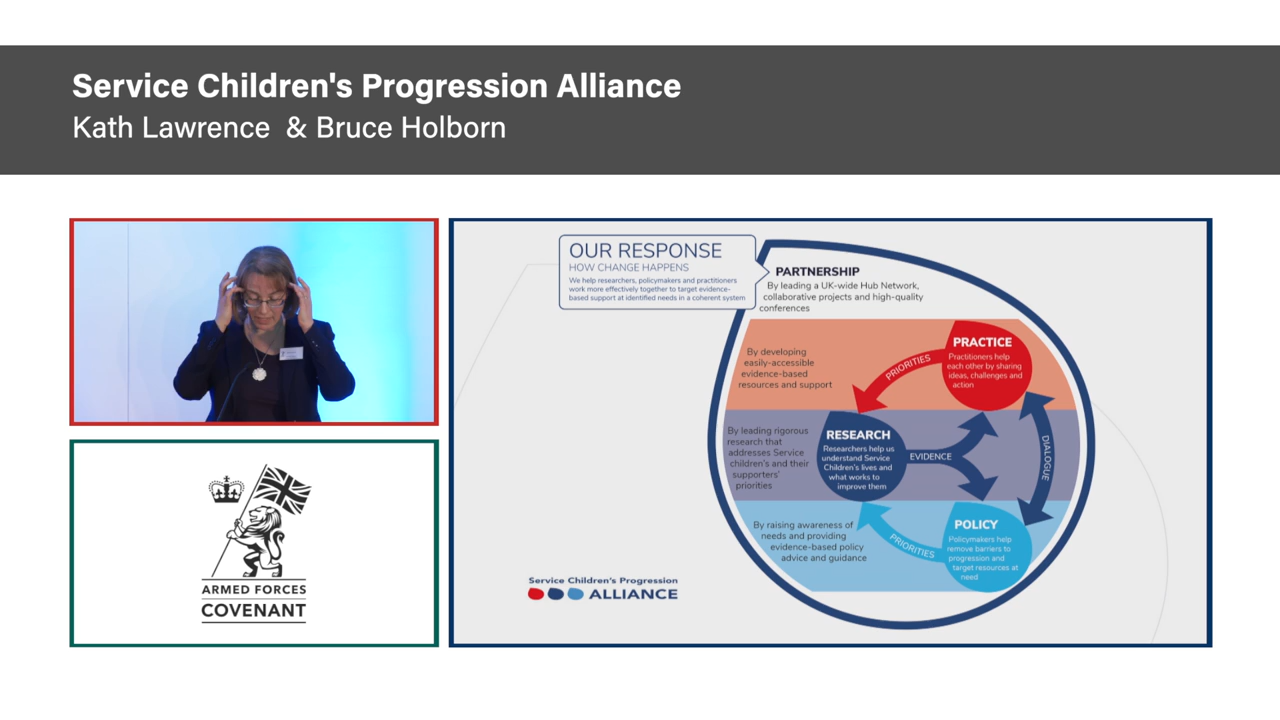 Service Children's Progression Alliance
Kath Lawrence & Bruce Holborn
OUR RESPONSE
HOW CHANGE HAPPENS
We help researchers, policymakers and practitioners
work more effectively together to target evidence-
based support at identified needs in a coherent system
PARTNERSHIP
By leading a UK-wide Hub Network,
collaborative projects and high-quality
conferences
By developing
easily-accessible
evidence-based
resources and support
PRIORITIES
PRACTICE
Practitioners help
each other by sharing
ideas, challenges and
action
By leading rigorous
research that
addresses Service
children's and their
supporters'
priorities
RESEARCH
Researchers help us
understand Service
Children's lives and
what works to
improve them
EVIDENCE
DIALOGUE
By raising awareness of
needs and providing
evidence-based policy
advice and guidance
PRIORITIES
POLICY
Policymakers help
remove barriers to
progression and
target resources at
need
Service Children's Progression
ALLIANCE
ARMED FORCES
COVENANT